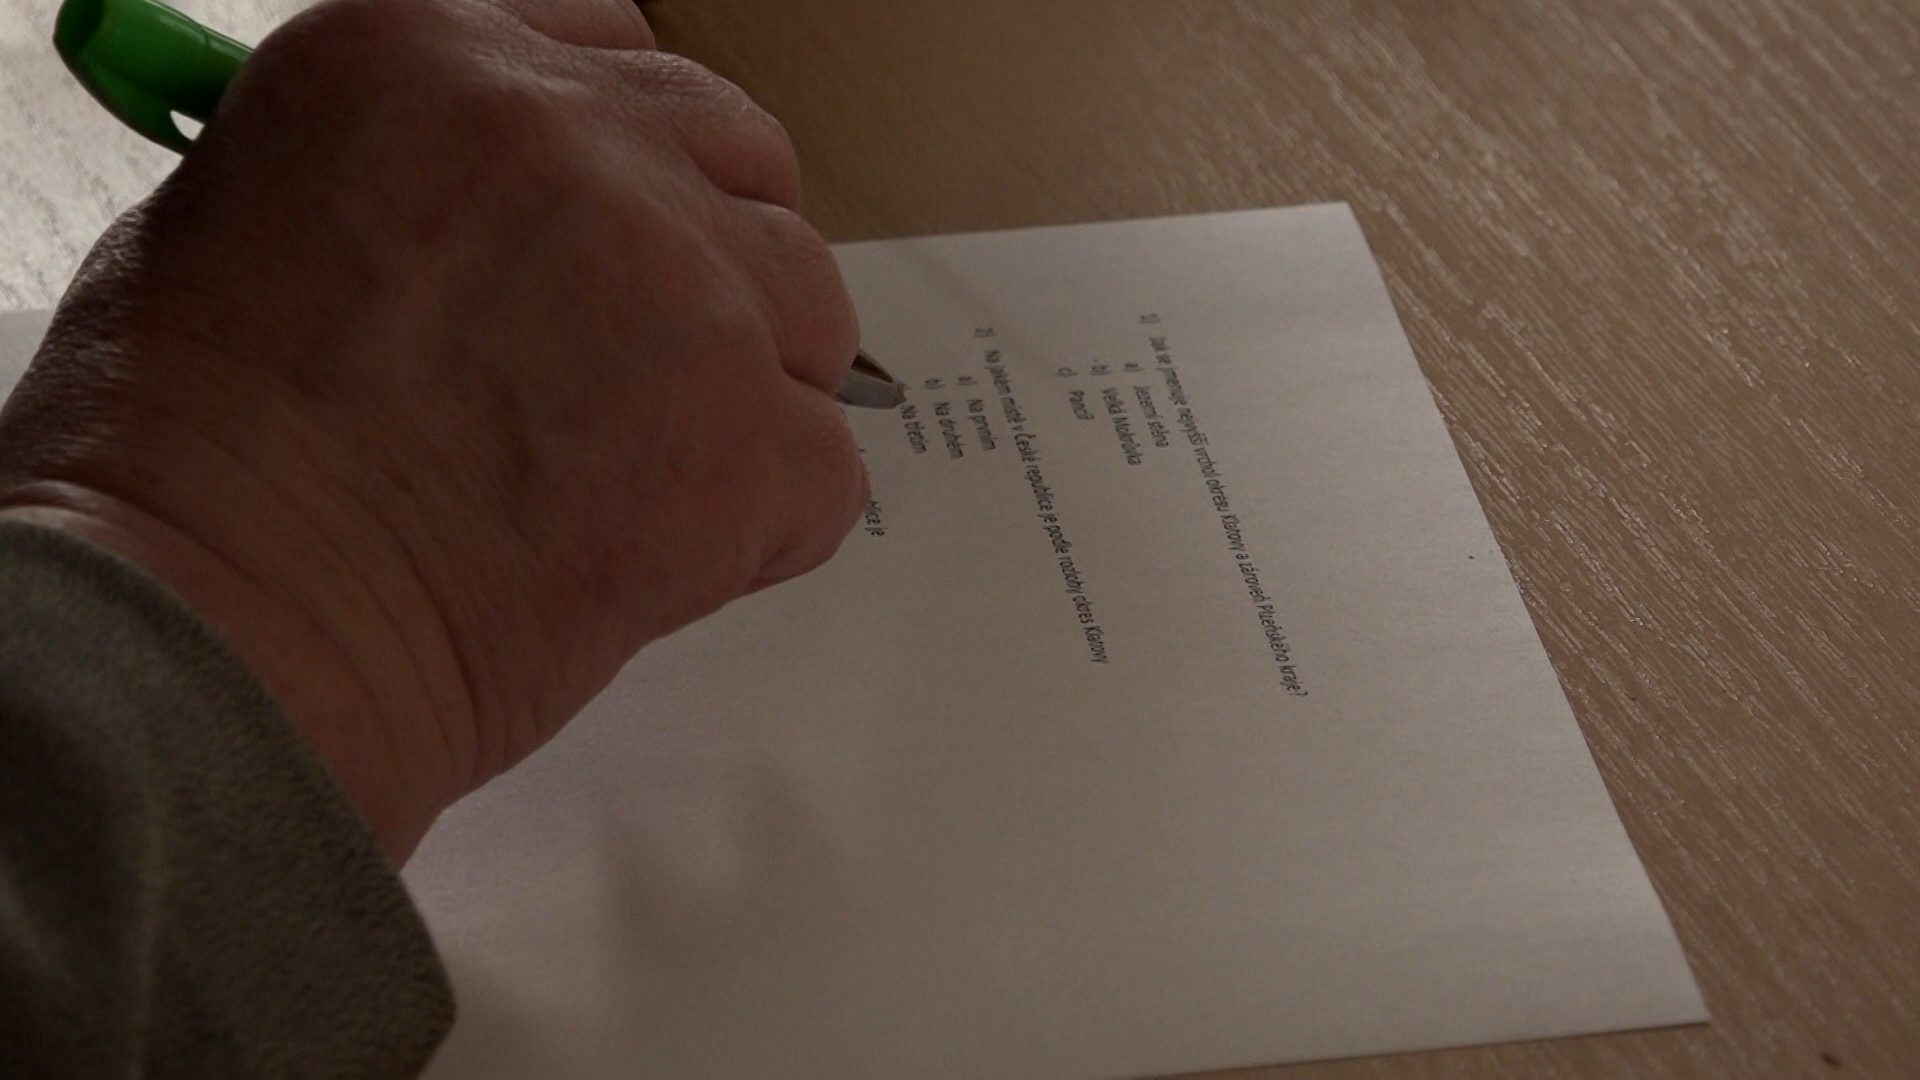 1) Jak se jmenuje nejvyšší vrchol okresu Klatovy a zároveň Plzeňského kraje?
a) Jezerní stěna
b) Velká Mokrůvka
c) Pancíř
2) Na jakém místě v České republice je podle rozlohy okres Klatovy
a) Na prvním
b) Na druhém
Na třetím
je